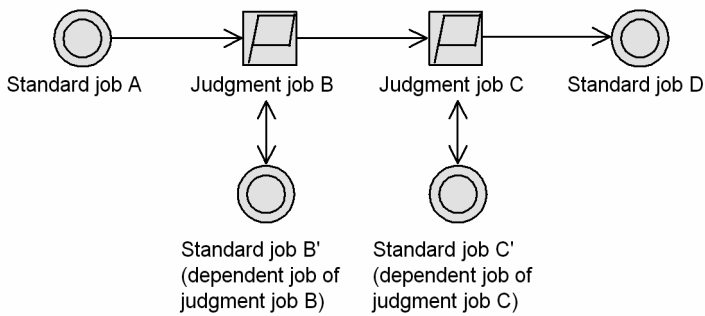 Standard job A
Judgment job B
Judgment job C
Standard job D
Standard job B'
(dependent job of
judgment job B)
Standard job C'
(dependent job of
judgment job C)